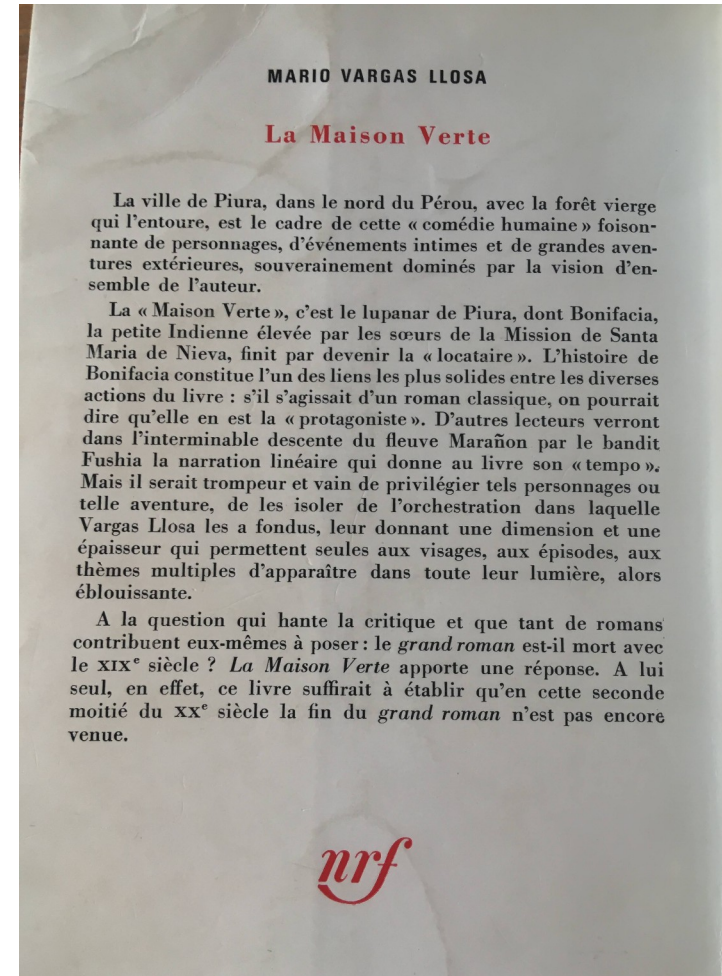 MARIO VARGAS LLOSA
La Maison Verte
La ville de Piura, dans le nord du Pérou, avec la forêt vierge
qui l'entoure, est le cadre de cette « comédie humaine » foison-
nante de personnages, d'événements intimes et de grandes aven-
tures extérieures, souverainement dominés par la vision d'en-
semble de l'auteur.
La « Maison Verte », c'est le lupanar de Piura, dont Bonifacia,
la petite Indienne élevée par les sœurs de la Mission de Santa
Maria de Nieva, finit par devenir la « locataire ». L'histoire de
Bonifacia constitue l'un des liens les plus solides entre les diverses
actions du livre : s'il s'agissait d'un roman classique, on pourrait
dire qu'elle en est la « protagoniste ». D'autres lecteurs verront
dans l'interminable descente du fleuve Marañon par le bandit
Fushia la narration linéaire qui donne au livre son « tempo ».
Mais il serait trompeur et vain de privilégier tels personnages ou
telle aventure, de les isoler de l'orchestration dans laquelle
Vargas Llosa les a fondus, leur donnant une dimension et une
épaisseur qui permettent seules aux visages, aux épisodes, aux
thèmes multiples d'apparaître dans toute leur lumière, alors
éblouissante.
A la question qui hante la critique et que tant de romans
contribuent eux-mêmes à poser : le grand roman est-il mort avec
le XIXe siècle ? La Maison Verte apporte une réponse. A lui
seul, en effet, ce livre suffirait à établir qu'en cette seconde
moitié du XXe siècle la fin du grand roman n'est pas encore
venue.
nrf